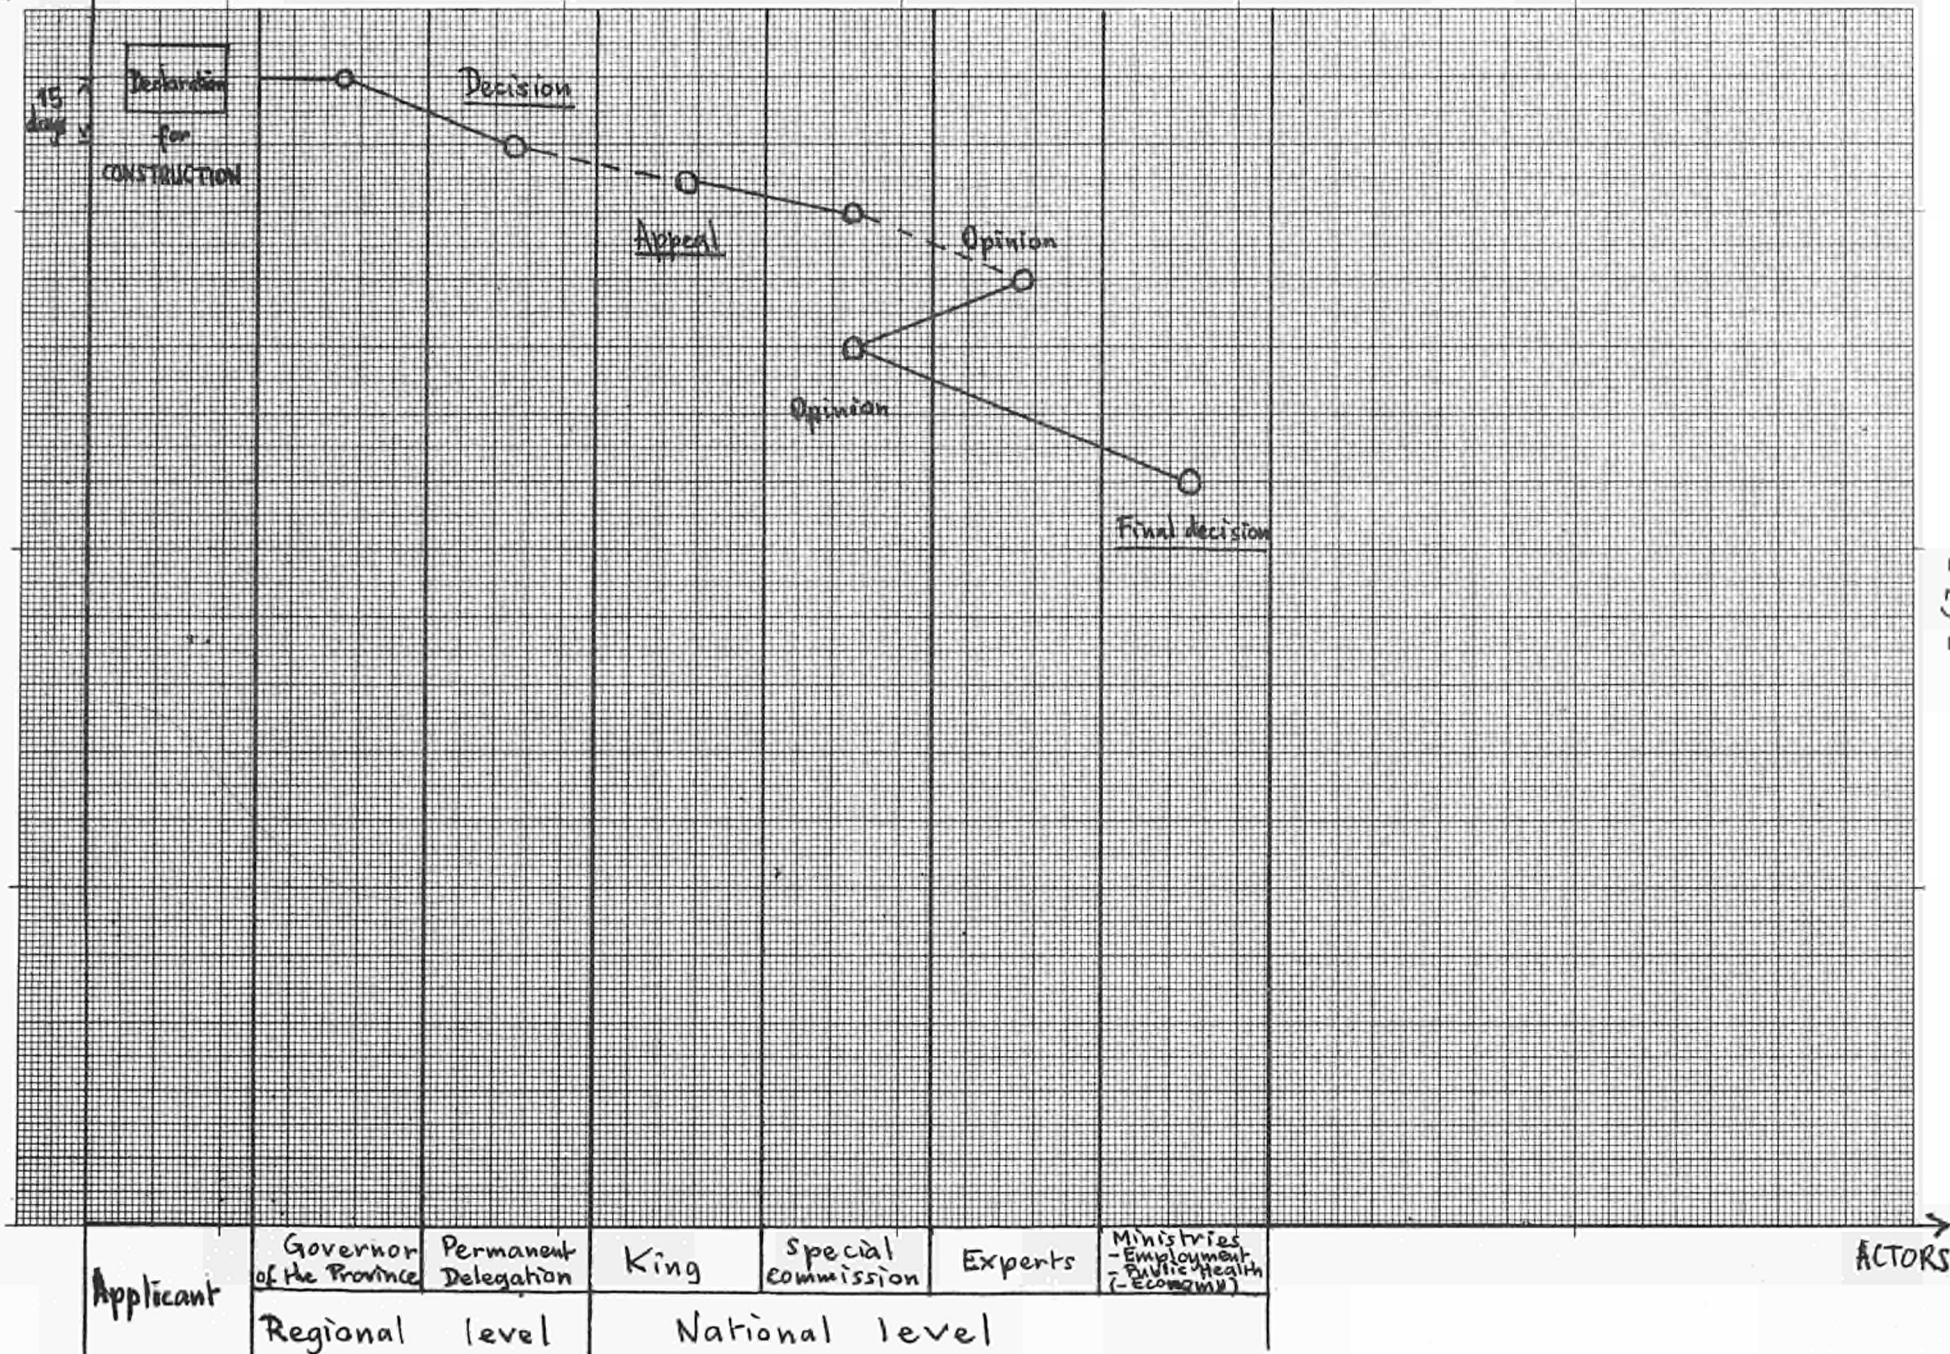 15
days
Declaration
for
CONSTRUCTION
Decision
Appeal
Opinion
Opinion
Final decision
Applicant
Governor
of the Province
Permanent
Delegation
King
Special
Commission
Experts
Ministries
- Employment
- Public Health
(- Economy)
ACTORS
Regional level
National level